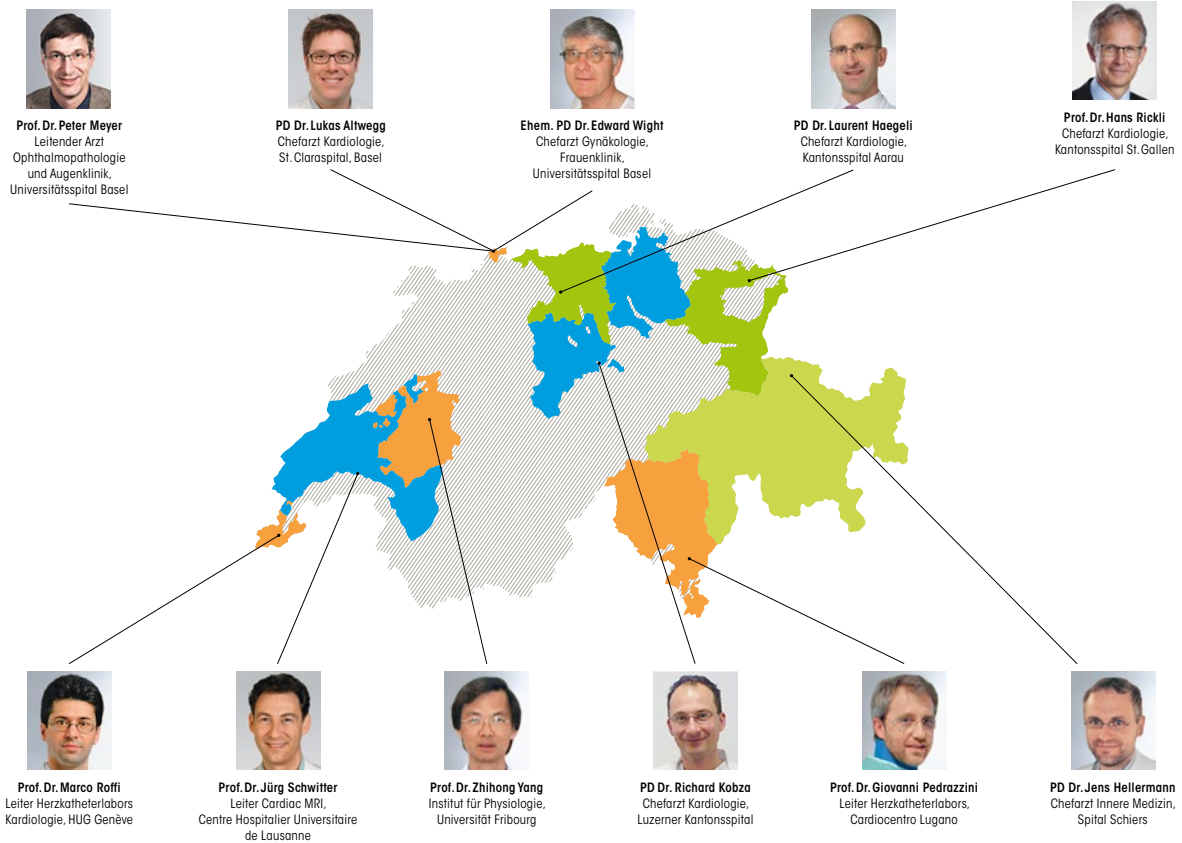 Prof. Dr. Peter Meyer
Leitender Arzt
Ophthalmopathologie
und Augenklinik,
Universitätsspital Basel
PD Dr. Lukas Altwegg
Chefarzt Kardiologie,
St. Claraspital, Basel
Ehem. PD Dr. Edward Wight
Chefarzt Gynäkologie,
Frauenklinik,
Universitätsspital Basel
PD Dr. Laurent Haegeli
Chefarzt Kardiologie,
Kantonsspital Aarau
Prof. Dr. Hans Rickli
Chefarzt Kardiologie,
Kantonsspital St. Gallen
Prof. Dr. Marco Roffi
Leiter Herzkatheterlabors
Kardiologie, HUG Genève
Prof. Dr. Jürg Schwitter
Leiter Cardiac MRI,
Centre Hospitalier Universitaire
de Lausanne
Prof. Dr. Zhihong Yang
Institut für Physiologie,
Universität Fribourg
PD Dr. Richard Kobza
Chefarzt Kardiologie,
Luzerner Kantonsspital
Prof. Dr. Giovanni Pedrazzini
Leiter Herzkatheterlabors,
Cardiocentro Lugano
PD Dr. Jens Hellermann
Chefarzt Innere Medizin,
Spital Schiers